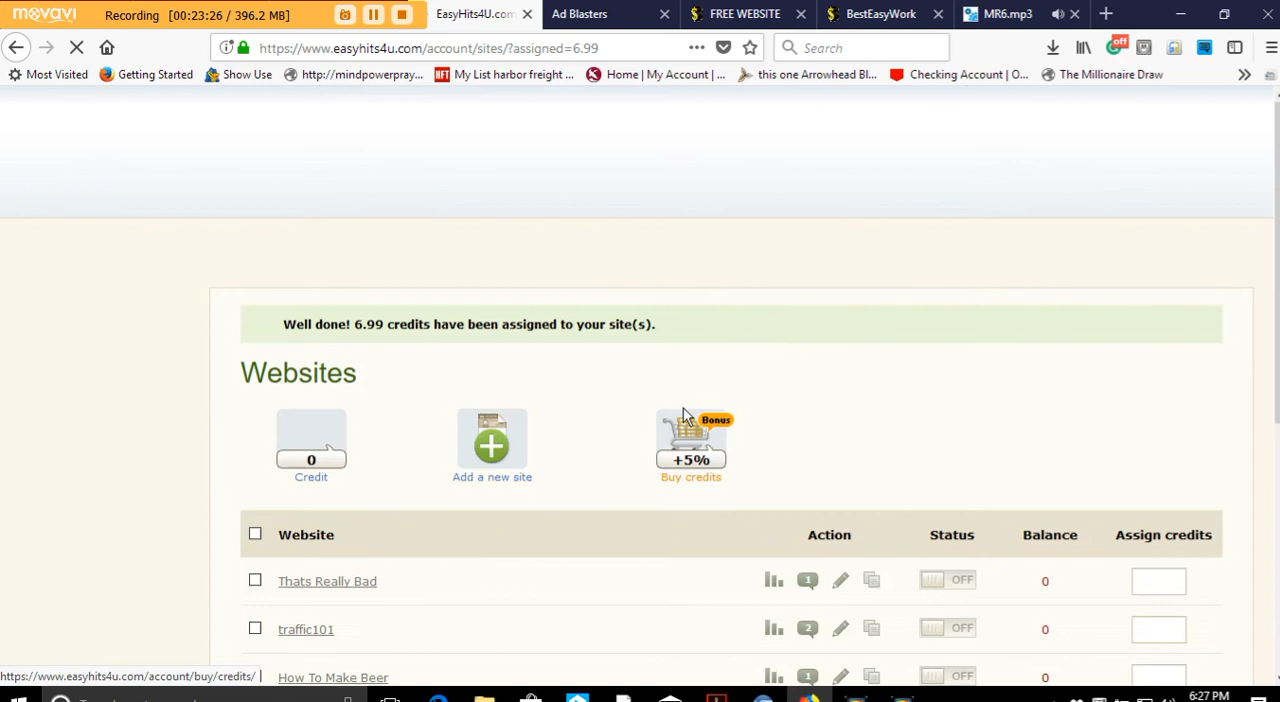 movavi Recording [00:23:26 / 396.2 MB] EasyHits4U.com Ad Blasters FREE WEBSITE BestEasyWork MR6.mp3
https://www.easyhits4u.com/account/sites/?assigned=6.99 Search off
Most Visited Getting Started Show Use http://mindpowerpray... HFT My List harbor freight ... Home | My Account | ... this one Arrowhead Bl... Checking Account | O... The Millionaire Draw
Well done! 6.99 credits have been assigned to your site(s).
Websites
Bonus
0 +5%
Credit Add a new site Buy credits
Website Action Status Balance Assign credits
Thats Really Bad 1 OFF 0
traffic101 2 OFF 0
How To Make Beer 1 OFF 0
https://www.easyhits4u.com/account/buy/credits/
6:27 PM